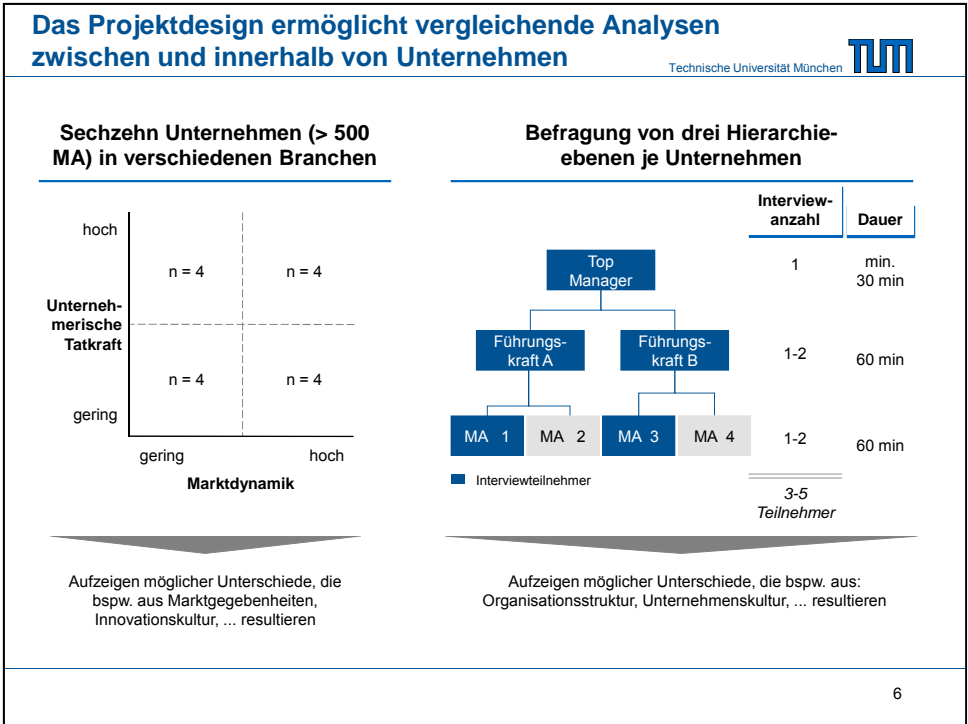 Das Projektdesign ermöglicht vergleichende Analysen
zwischen und innerhalb von Unternehmen
Technische Universität München
TUM
Sechzehn Unternehmen (> 500
MA) in verschiedenen Branchen
hoch
n = 4
n = 4
Unterneh-
merische
Tatkraft
n = 4
n = 4
gering
gering
hoch
Marktdynamik
Aufzeigen möglicher Unterschiede, die
bspw. aus Marktgegebenheiten,
Innovationskultur, ... resultieren
Befragung von drei Hierarchie-
ebenen je Unternehmen
Interview-
anzahl
Dauer
Top
Manager
1
min.
30 min
Führungs-
kraft A
Führungs-
kraft B
1-2
60 min
MA 1
MA 2
MA 3
MA 4
1-2
60 min
Interviewteilnehmer
3-5
Teilnehmer
Aufzeigen möglicher Unterschiede, die bspw. aus:
Organisationsstruktur, Unternehmenskultur, ... resultieren
6